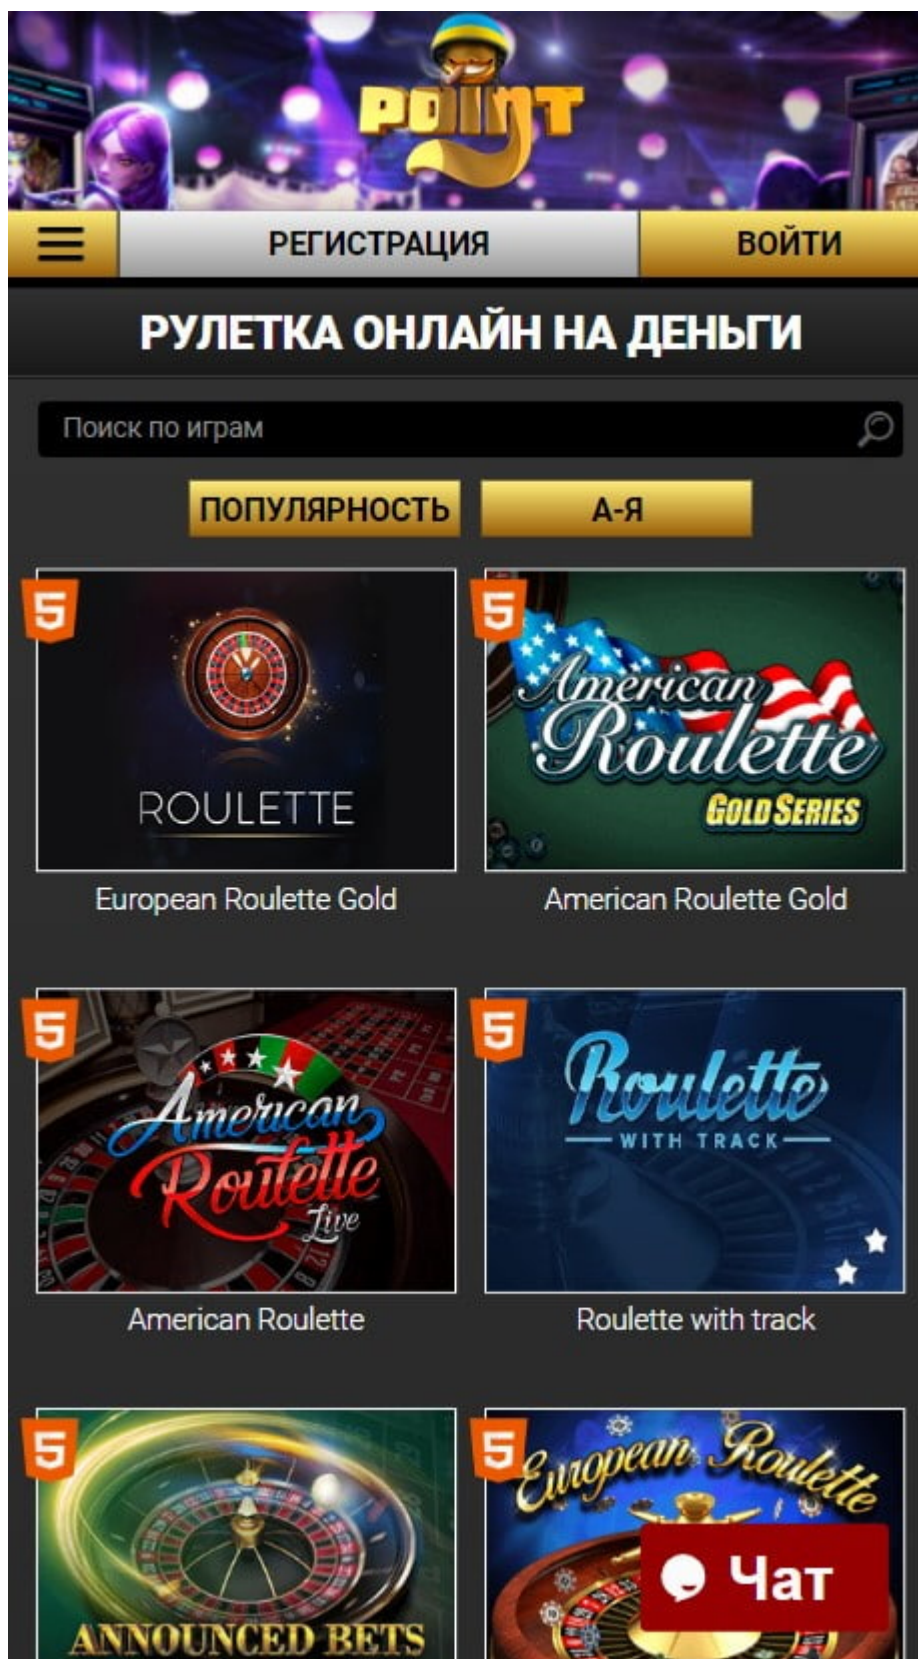 POINT
РЕГИСТРАЦИЯ
ВОЙТИ
РУЛЕТКА ОНЛАЙН НА ДЕНЬГИ
Поиск по играм
ПОПУЛЯРНОСТЬ
А-Я
5
ROULETTE
European Roulette Gold
5
American
Roulette
GOLD SERIES
American Roulette Gold
5
American
Roulette
Live
American Roulette
5
Roulette
WITH TRACK
Roulette with track
5
ANNOUNCED BETS
5
European Roulette
Чат